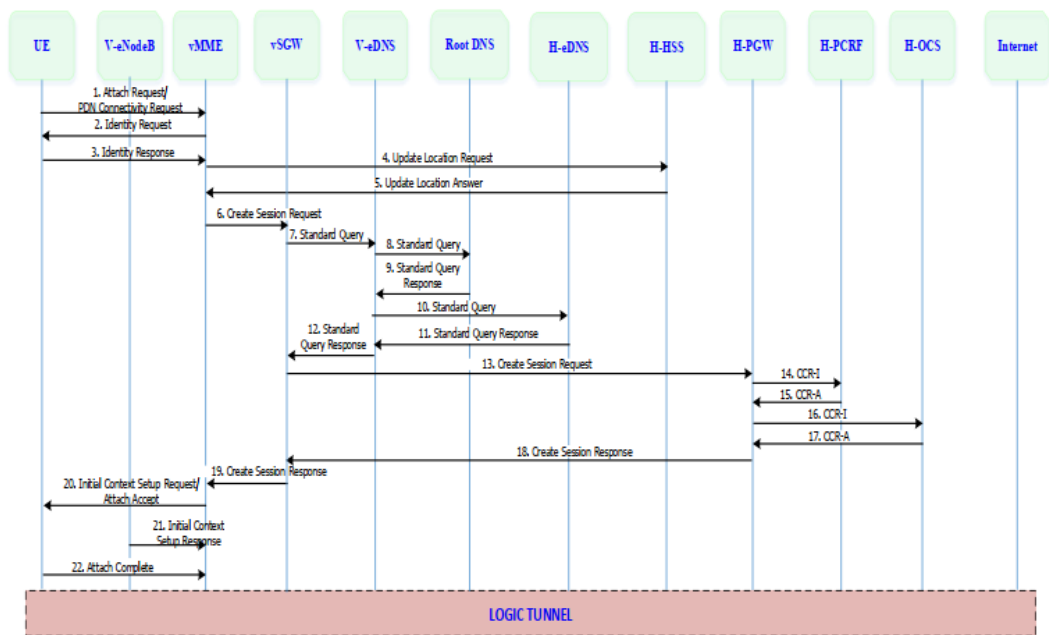 UE
V-eNodeB
vMME
vSGW
V-eDNS
Root DNS
H-eDNS
H-HSS
H-PGW
H-PCRF
H-OCS
Internet
1. Attach Request/
PDN Connectivity Request
2. Identity Request
3. Identity Response
4. Update Location Request
5. Update Location Answer
6. Create Session Request
7. Standard Query
8. Standard Query
9. Standard Query
Response
10. Standard Query
11. Standard Query Response
12. Standard
Query Response
13. Create Session Request
14. CCR-I
15. CCR-A
16. CCR-I
17. CCR-A
18. Create Session Response
19. Create Session Response
20. Initial Context Setup Request/
Attach Accept
21. Initial Context
Setup Response
22. Attach Complete
LOGIC TUNNEL